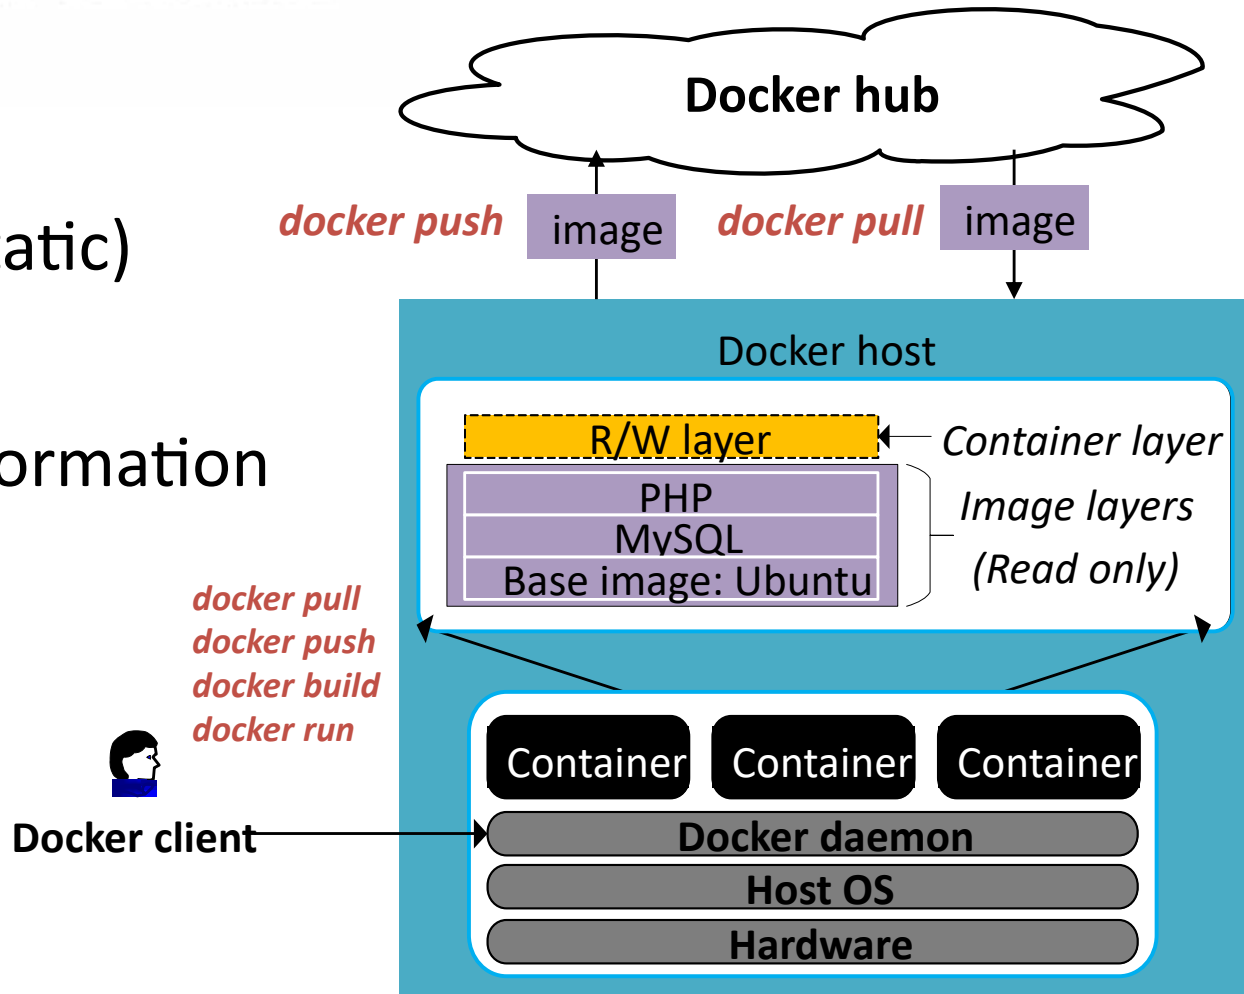 Docker hub
docker push
image
docker pull
image
atic)
Docker host
R/W layer
Container layer
ormation
PHP
Image layers
MySQL
(Read only)
Base image: Ubuntu
docker pull
docker push
docker build
docker run
Container
Container
Container
Docker client
Docker daemon
Host OS
Hardware